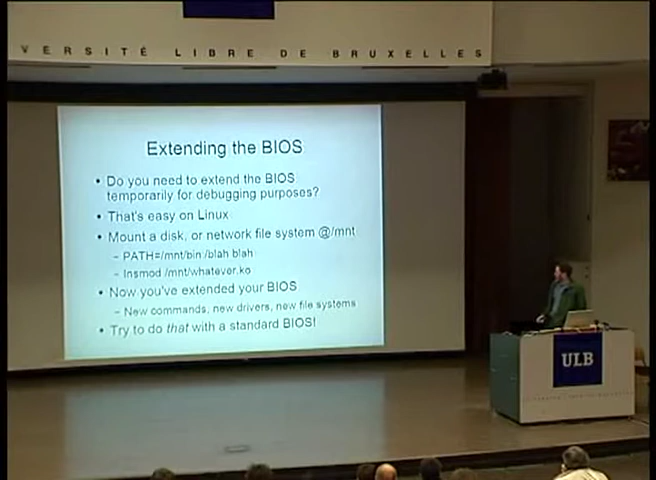 VERSITÉ LIBRE DE BRUXELLES
Extending the BIOS
• Do you need to extend the BIOS
temporarily for debugging purposes?
• That's easy on Linux
• Mount a disk, or network file system @/mnt
– PATH=/mnt/bin /blah blah
– Insmod /mnt/whatever.ko
• Now you've extended your BIOS
– New commands, new drivers, new file systems
• Try to do that with a standard BIOS!
ULB